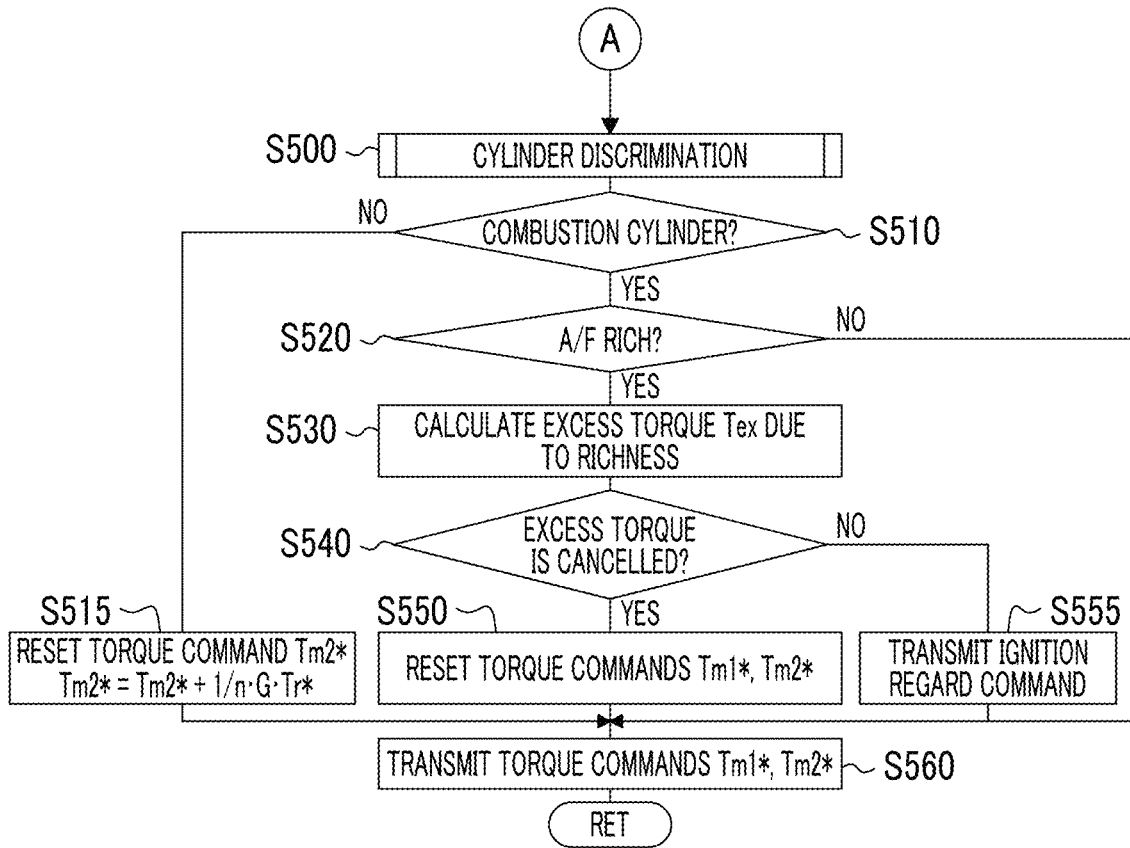 A
S500
CYLINDER DISCRIMINATION
NO
COMBUSTION CYLINDER?
S510
YES
S520
A/F RICH?
NO
YES
S530
CALCULATE EXCESS TORQUE Tex DUE
TO RICHNESS
S540
EXCESS TORQUE
IS CANCELLED?
NO
YES
S515
RESET TORQUE COMMAND Tm2*
Tm2* = Tm2* + 1/n·G·Tr*
S550
RESET TORQUE COMMANDS Tm1*, Tm2*
S555
TRANSMIT IGNITION
REGARD COMMAND
TRANSMIT TORQUE COMMANDS Tm1*, Tm2*
S560
RET